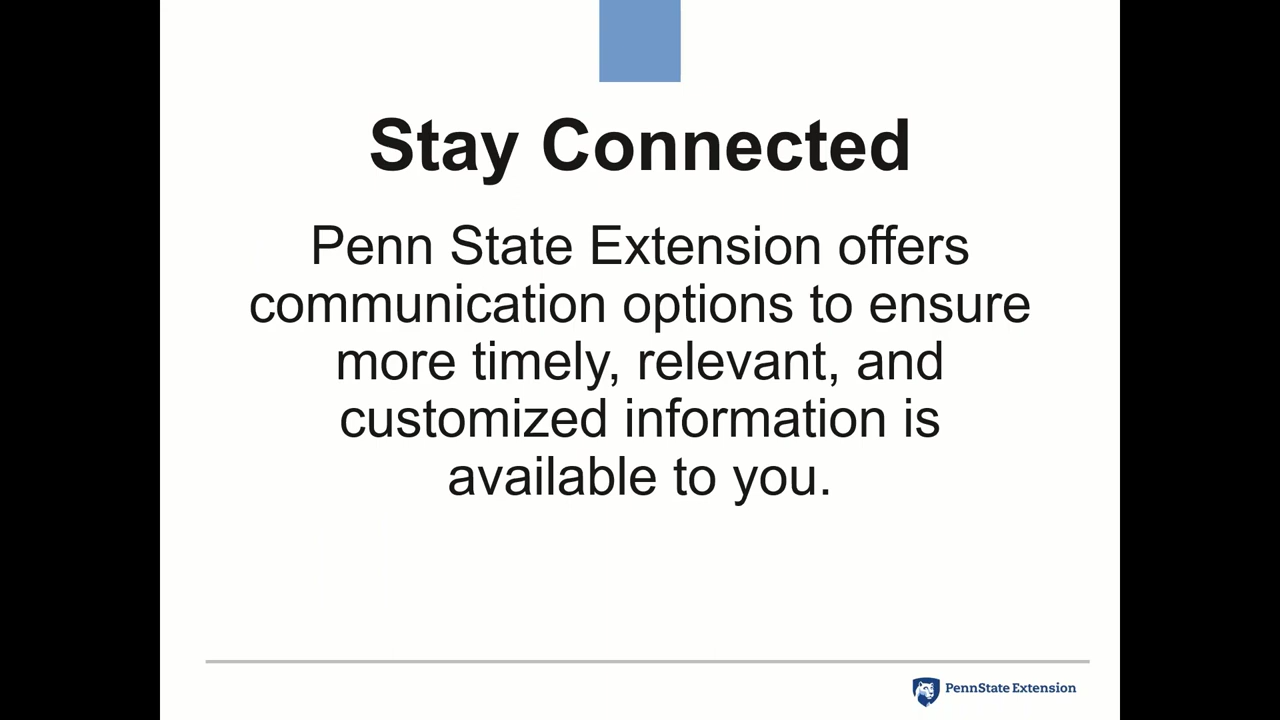 Stay Connected
Penn State Extension offers
communication options to ensure
more timely, relevant, and
customized information is
available to you.
PennState Extension